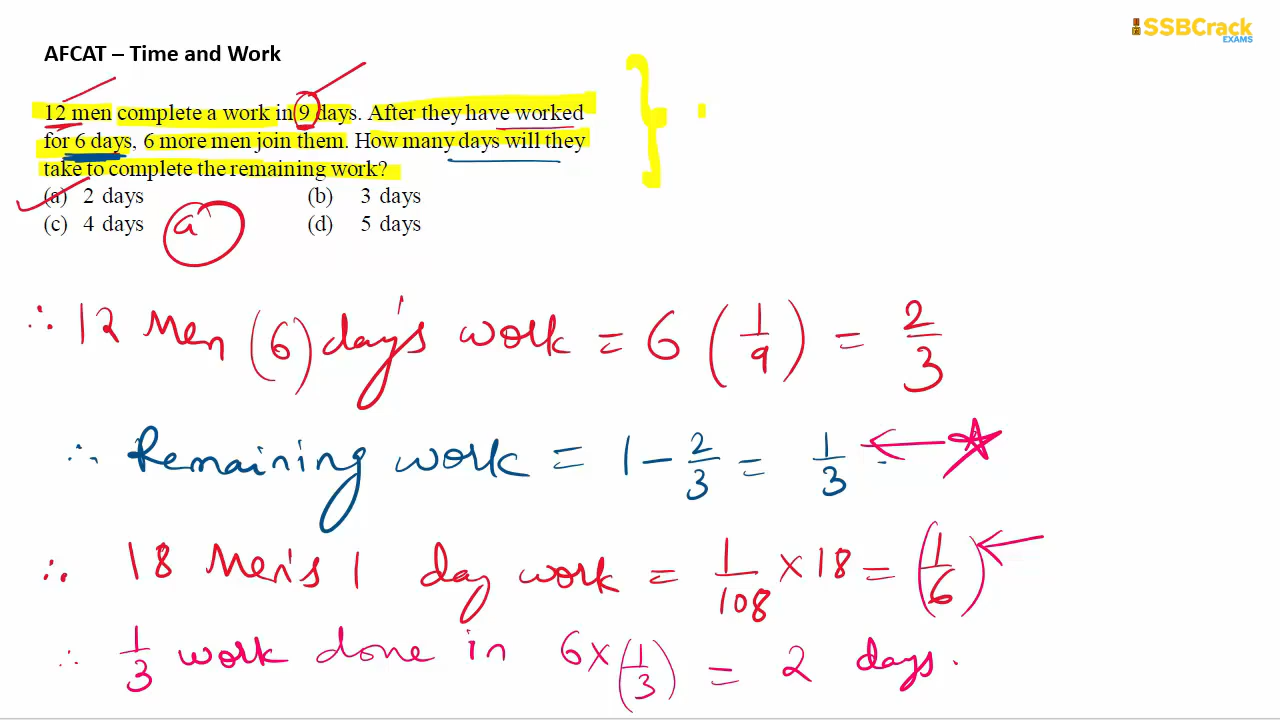 SSBCrack
EXAMS
AFCAT – Time and Work
12 men complete a work in 9 days. After they have worked
for 6 days, 6 more men join them. How many days will they
take to complete the remaining work?
(a) 2 days (b) 3 days
(c) 4 days (d) 5 days
a
∴ 12 Men (6) day's work = 6 (1/9) = 2/3
∴ Remaining work = 1 - 2/3 = 1/3
∴ 18 Men's 1 day work = 1/108 × 18 = (1/6)
∴ 1/3 work done in 6 × (1/3) = 2 days.